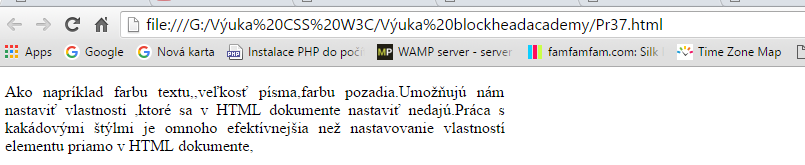 file:///G:/Výuka%20CSS%20W3C/Výuka%20blockheadacademy/Pr37.html
Apps Google Nová karta Instalace PHP do poči MP WAMP server - server famfamfam.com: Silk Time Zone Map
Ako napríklad farbu textu,,veľkosť písma,farbu pozadia.Umožňujú nám
nastaviť vlastnosti ,ktoré sa v HTML dokumente nastaviť nedajú.Práca s
kakádovými štýlmi je omnoho efektívnejšia než nastavovanie vlastností
elementu priamo v HTML dokumente,